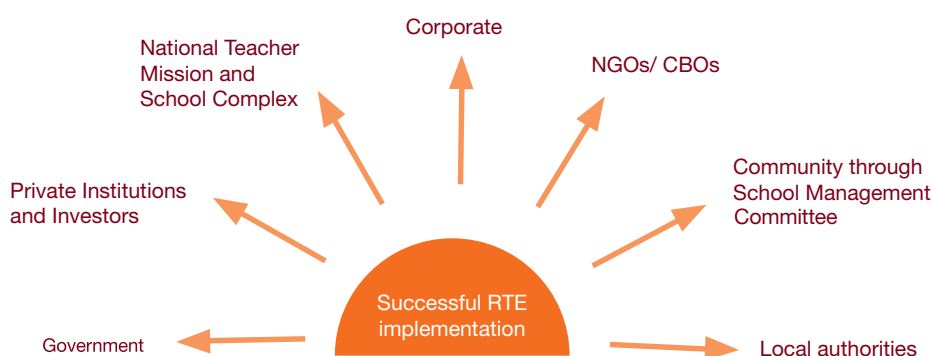 Corporate
National Teacher
Mission and
School Complex
NGOs/ CBOs
Private Institutions
and Investors
Community through
School Management
Committee
Successful RTE
implementation
Government
Local authorities